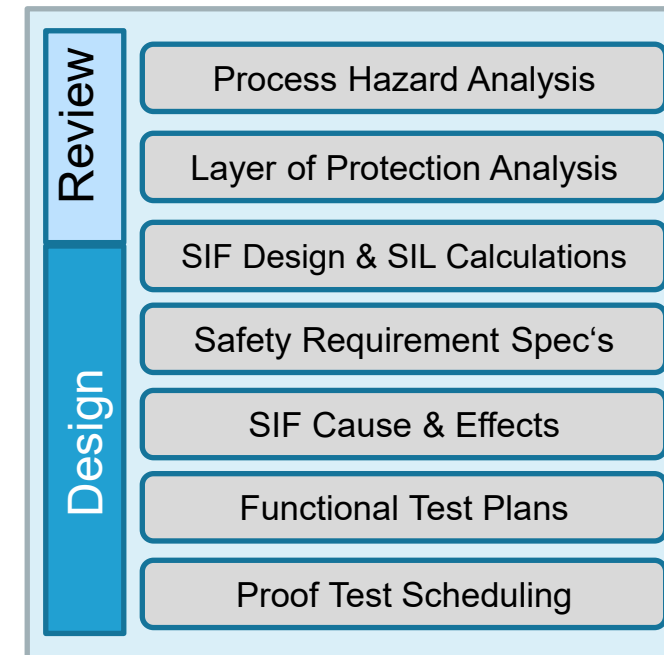 Review
Process Hazard Analysis
Layer of Protection Analysis
Design
SIF Design & SIL Calculations
Safety Requirement Spec‘s
SIF Cause & Effects
Functional Test Plans
Proof Test Scheduling